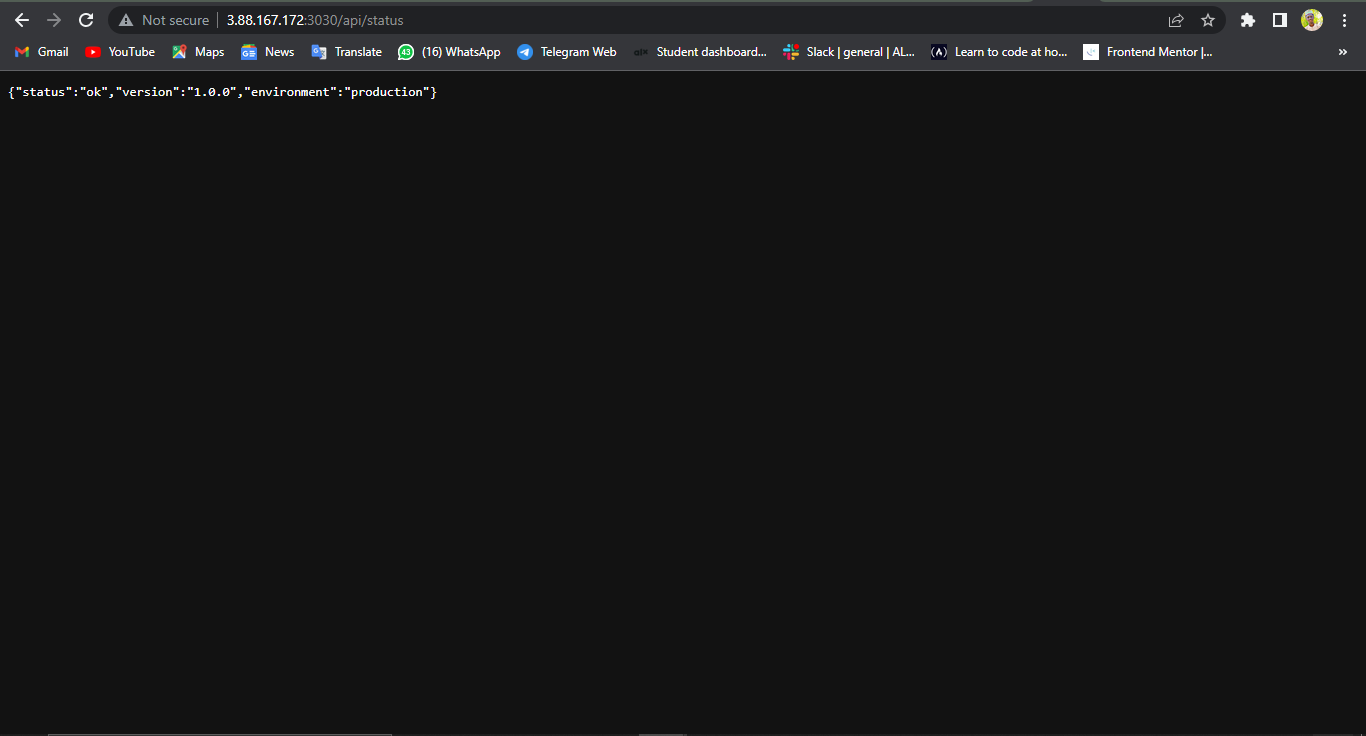 Not secure 3.88.167.172:3030/api/status
Gmail YouTube Maps News Translate 43 (16) WhatsApp Telegram Web alx Student dashboard... Slack | general | AL... Learn to code at ho... Frontend Mentor |... »
{"status":"ok","version":"1.0.0","environment":"production"}